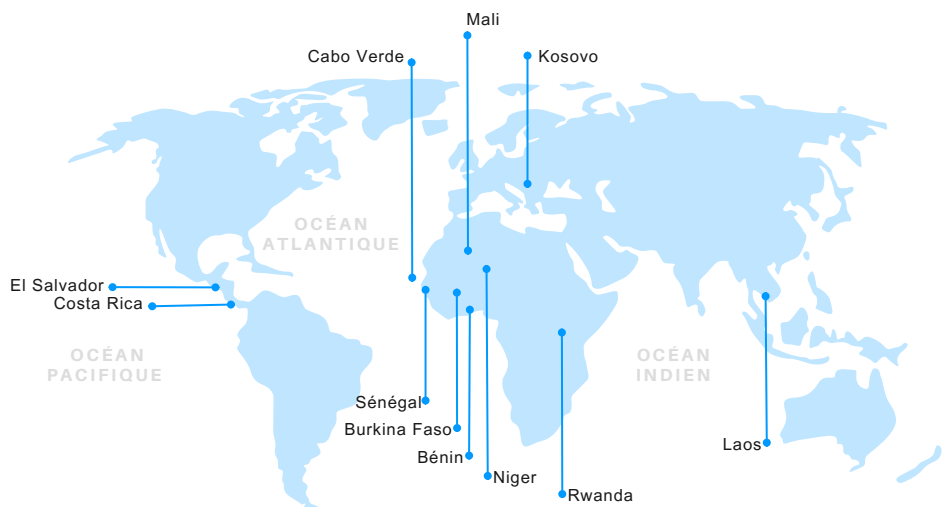 Mali
Cabo Verde
Kosovo
OCÉAN
ATLANTIQUE
El Salvador
Costa Rica
OCÉAN
PACIFIQUE
OCÉAN
INDIEN
Sénégal
Burkina Faso
Bénin
Laos
Niger
Rwanda